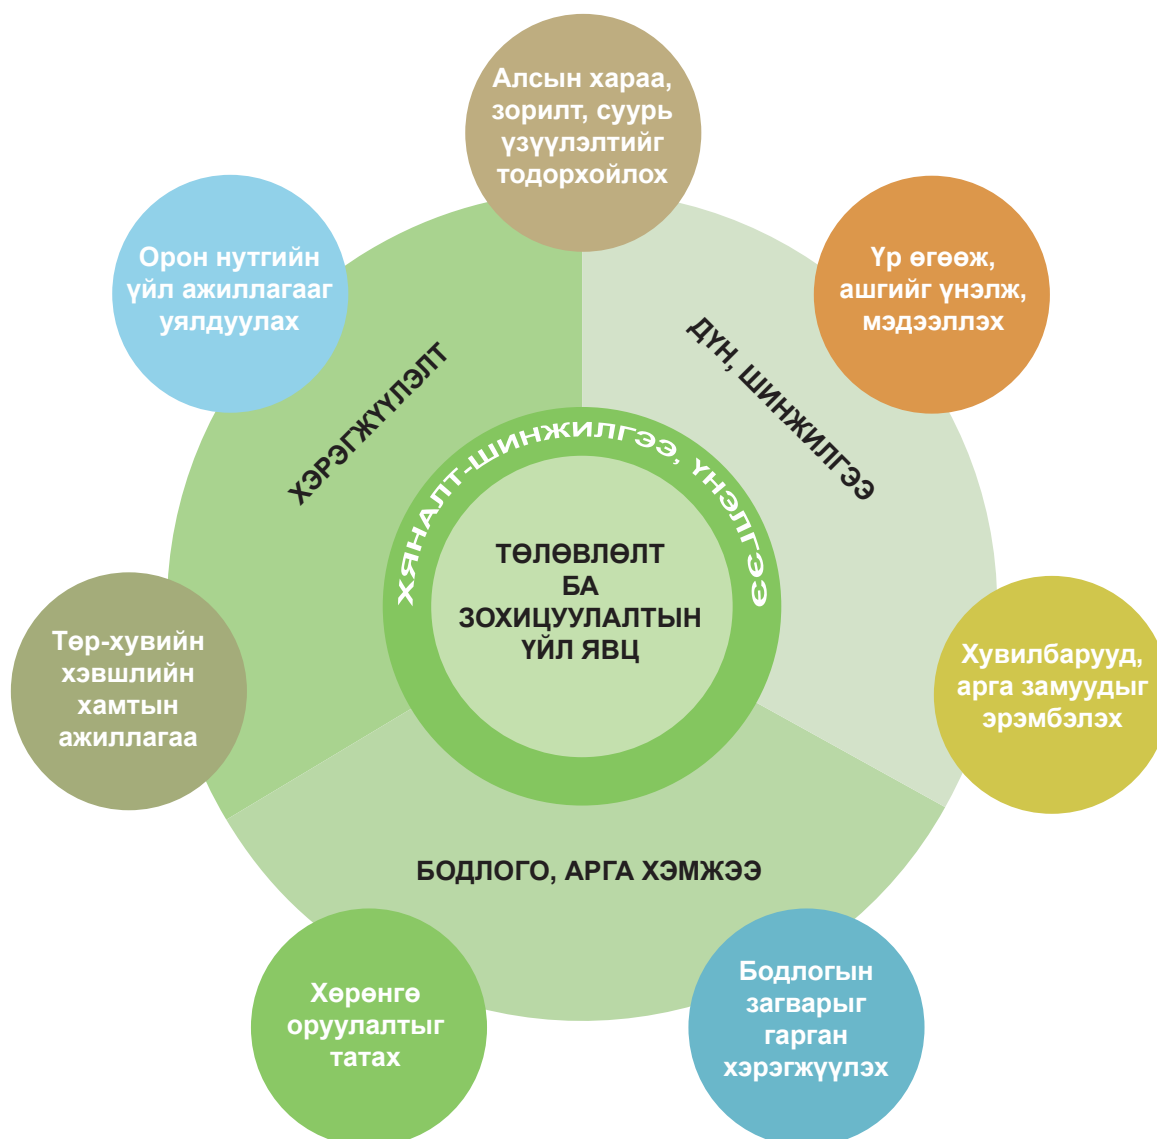 Алсын хараа,
зорилт, суурь
үзүүлэлтийг
тодорхойлох
Орон нутгийн
үйл ажиллагааг
уялдуулах
Үр өгөөж,
ашгийг үнэлж,
мэдээллэх
ХЭРЭГЖҮҮЛЭЛТ
ДҮН, ШИНЖИЛГЭЭ
ХЯНАЛТ-ШИНЖИЛГЭЭ, ҮНЭЛГЭЭ
ТӨЛӨВЛӨЛТ
БА
ЗОХИЦУУЛАЛТЫН
ҮЙЛ ЯВЦ
Төр-хувийн
хэвшлийн
хамтын
ажиллагаа
Хувилбарууд,
арга замуудыг
эрэмбэлэх
БОДЛОГО, АРГА ХЭМЖЭЭ
Хөрөнгө
оруулалтыг
татах
Бодлогын
загварыг
гарган
хэрэгжүүлэх